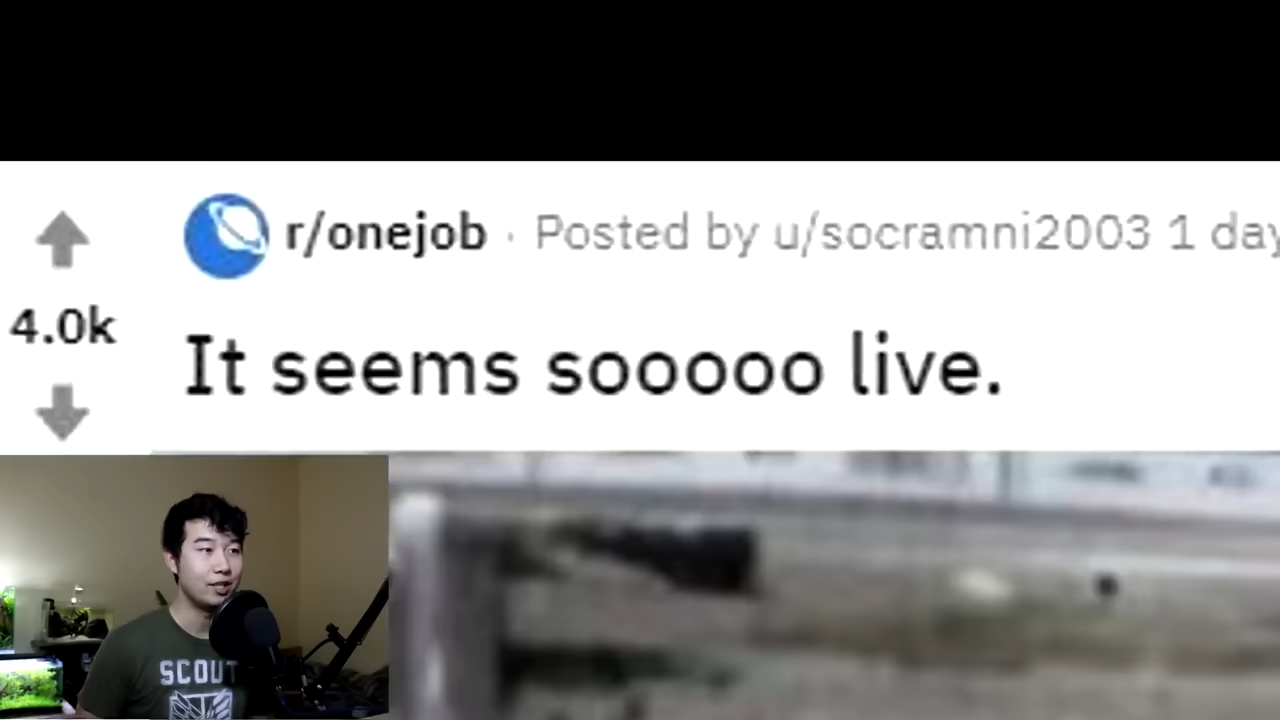 r/onejob · Posted by u/socramni2003 1 day
4.0k
It seems sooooo live.
SCOUT